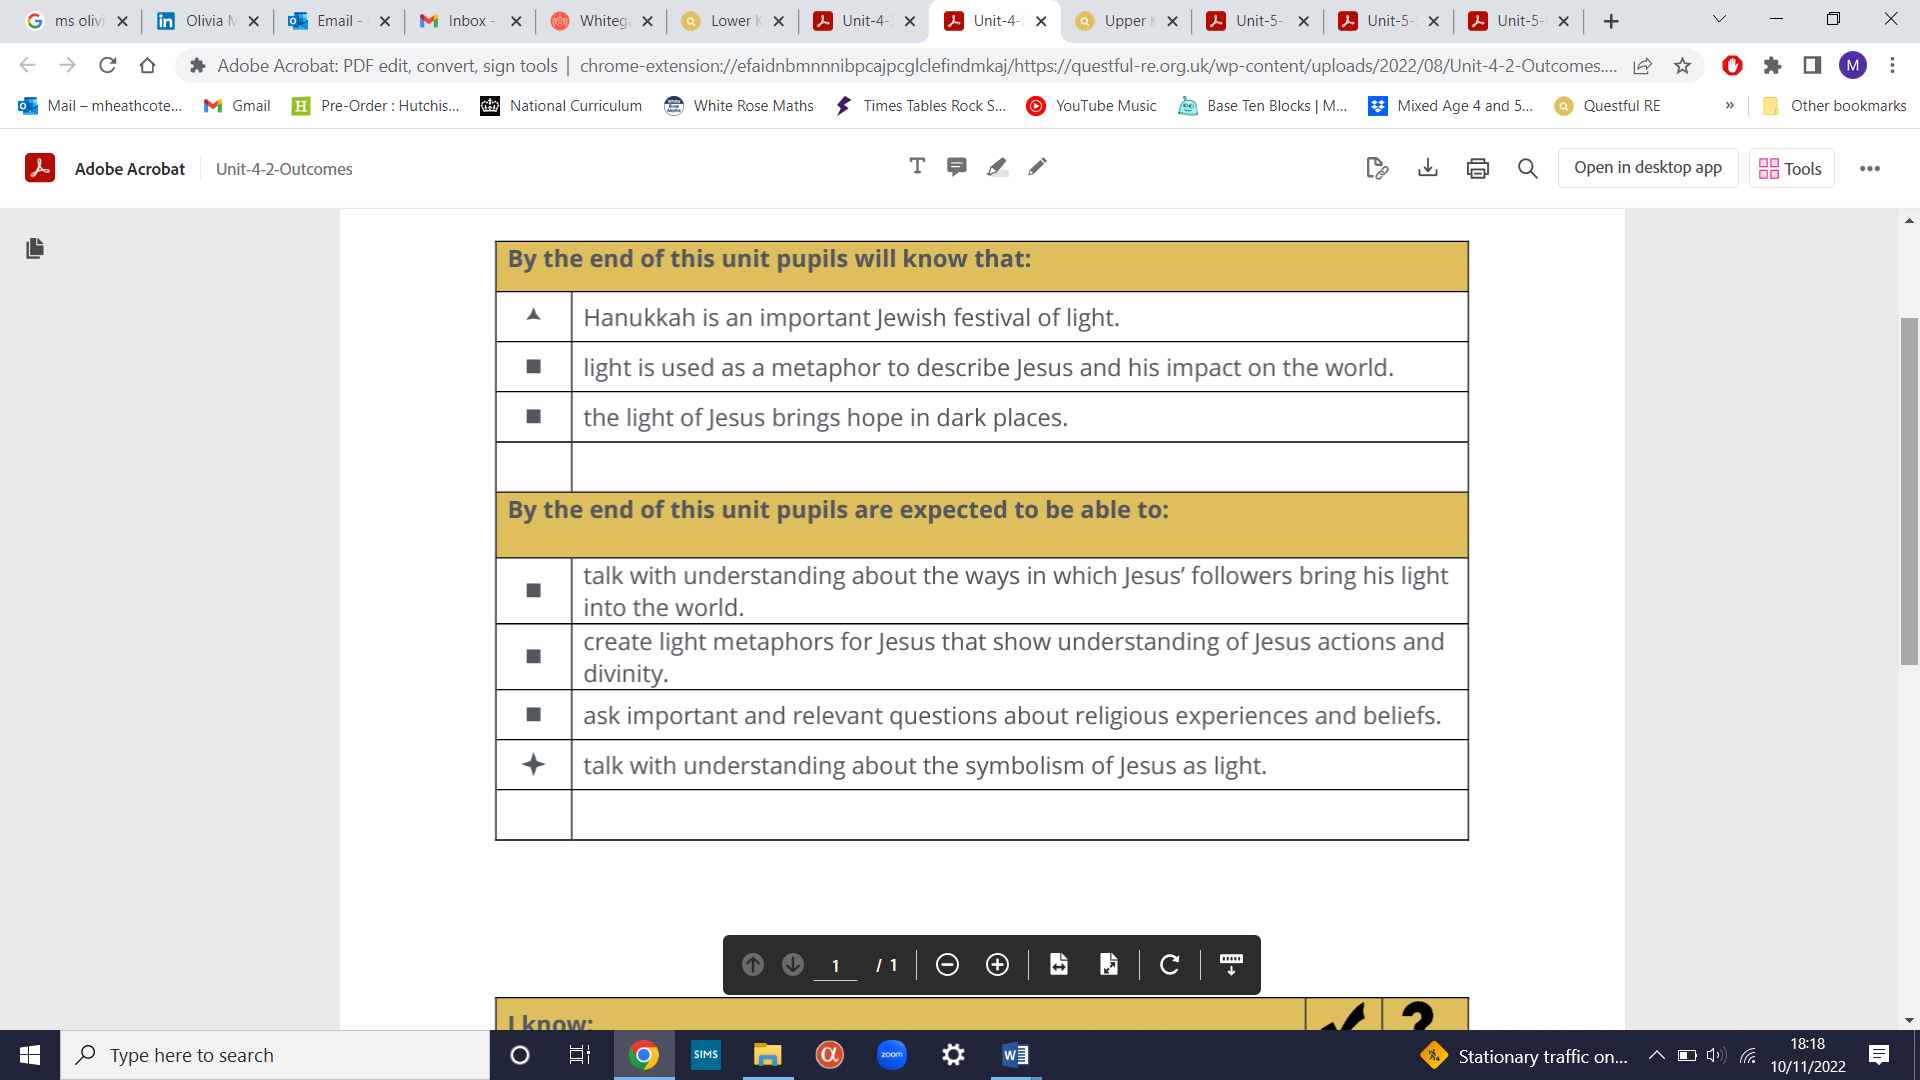 ms olivi
Olivia M
Email -
Inbox -
Whitega
Lower K
Unit-4-
Unit-4-2
Upper K
Unit-5-
Unit-5-
Unit-5-
Adobe Acrobat: PDF edit, convert, sign tools | chrome-extension://efaidnbmnnnibpcajpcglclefindmkaj/https://questful-re.org.uk/wp-content/uploads/2022/08/Unit-4-2-Outcomes....
M
Mail – mheathcote...
Gmail
Pre-Order : Hutchis...
National Curriculum
White Rose Maths
Times Tables Rock S...
YouTube Music
Base Ten Blocks | M...
Mixed Age 4 and 5...
Questful RE
»
Other bookmarks
Adobe Acrobat
Unit-4-2-Outcomes
Open in desktop app
Tools
By the end of this unit pupils will know that:
Hanukkah is an important Jewish festival of light.
light is used as a metaphor to describe Jesus and his impact on the world.
the light of Jesus brings hope in dark places.
By the end of this unit pupils are expected to be able to:
talk with understanding about the ways in which Jesus’ followers bring his light
into the world.
create light metaphors for Jesus that show understanding of Jesus actions and
divinity.
ask important and relevant questions about religious experiences and beliefs.
talk with understanding about the symbolism of Jesus as light.
1 / 1
I know:
?
Type here to search
SIMS
zoom
Stationary traffic on...
18:18
10/11/2022